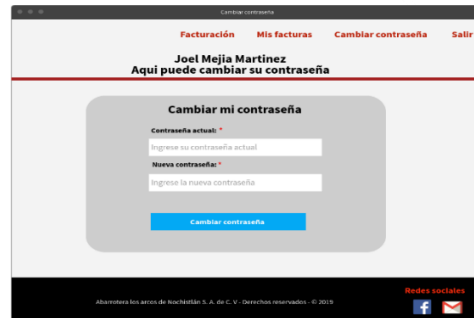 Cambiar contraseña
Facturación Mis facturas Cambiar contraseña Salir
Joel Mejia Martinez
Aqui puede cambiar su contraseña
Cambiar mi contraseña
Contraseña actual: *
Ingrese su contraseña actual
Nueva contraseña: *
Ingrese la nueva contraseña
Cambiar contraseña
Redes sociales
Abarrotera los arcos de Nochistlán S. A. de C. V - Derechos reservados - © 2019